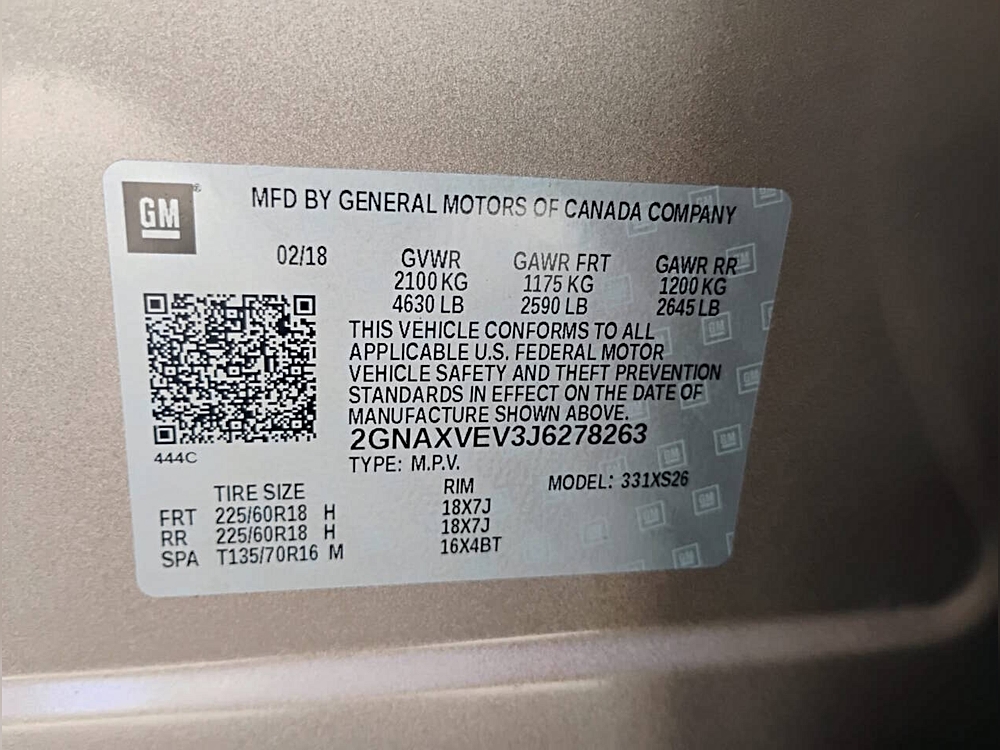 GM
MFD BY GENERAL MOTORS OF CANADA COMPANY
02/18 GVWR GAWR FRT GAWR RR
2100 KG 1175 KG 1200 KG
4630 LB 2590 LB 2645 LB
THIS VEHICLE CONFORMS TO ALL
APPLICABLE U.S. FEDERAL MOTOR
VEHICLE SAFETY AND THEFT PREVENTION
STANDARDS IN EFFECT ON THE DATE OF
MANUFACTURE SHOWN ABOVE.
2GNAXVEV3J6278263
444C
TYPE: M.P.V.
MODEL: 331XS26
TIRE SIZE RIM
FRT 225/60R18 H 18X7J
RR 225/60R18 H 18X7J
SPA T135/70R16 M 16X4BT